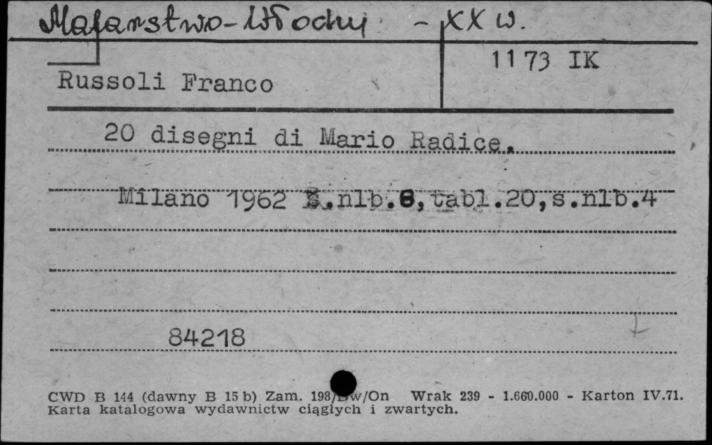 Malarstwo - Włochy - XX w.
1173 IK
Russoli Franco
20 disegni di Mario Radice.
Milano 1962 s.nlb.6,tabl.20,s.nlb.4
84218
CWD B 144 (dawny B 15 b) Zam. 198/Dw/On Wrak 239 - 1.660.000 - Karton IV.71.
Karta katalogowa wydawnictw ciągłych i zwartych.